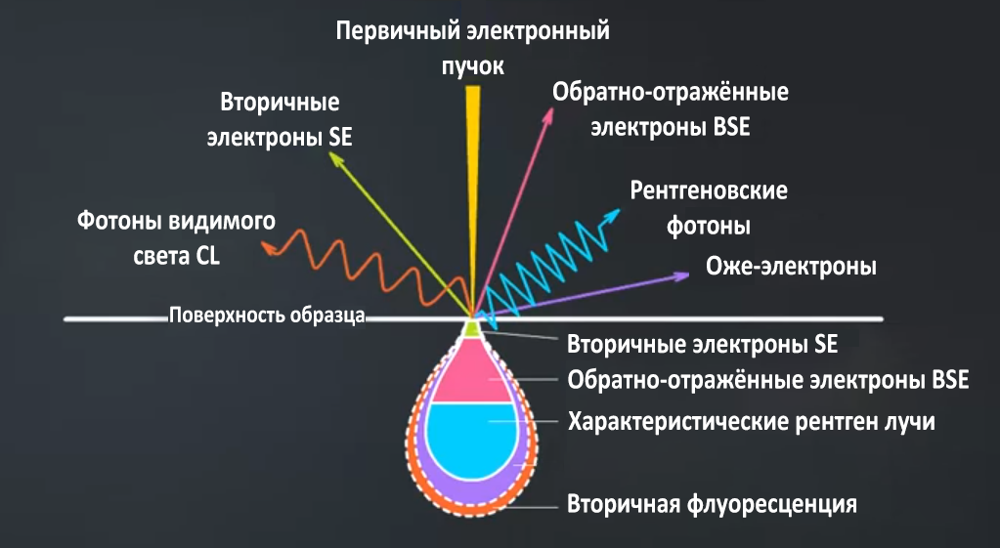 Первичный электронный
пучок
Вторичные
электроны SE
Обратно-отражённые
электроны BSE
Рентгеновские
фотоны
Фотоны видимого
света CL
Оже-электроны
Поверхность образца
Вторичные электроны SE
Обратно-отражённые электроны BSE
Характеристические рентген лучи
Вторичная флуоресценция